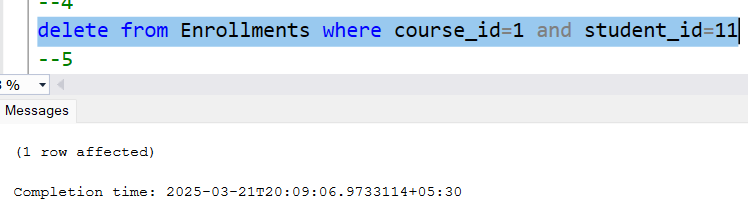 --4
delete from Enrollments where course_id=1 and student_id=11
--5
%
Messages
(1 row affected)
Completion time: 2025-03-21T20:09:06.9733114+05:30